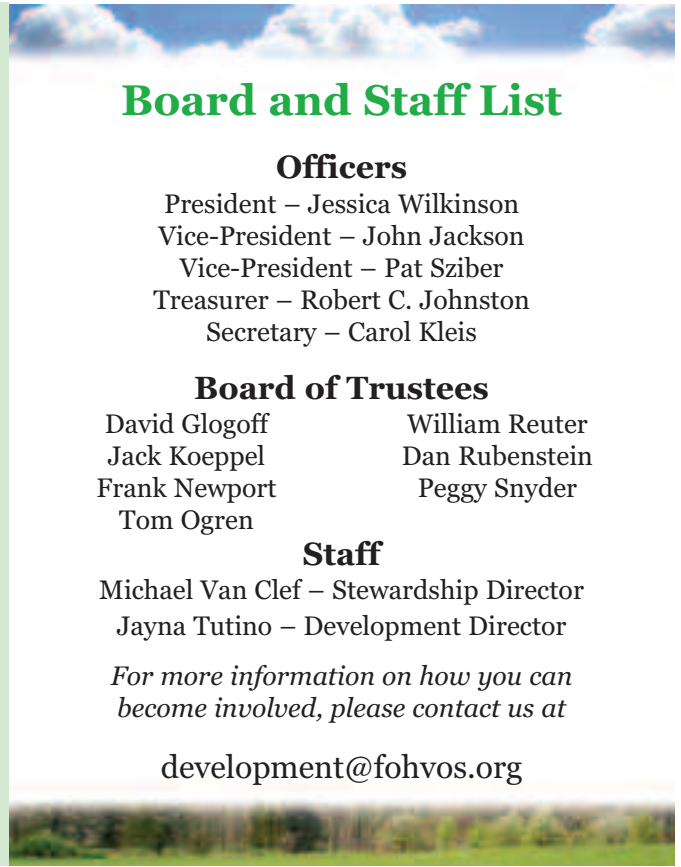 Board and Staff List
Officers
President – Jessica Wilkinson
Vice-President – John Jackson
Vice-President – Pat Sziber
Treasurer – Robert C. Johnston
Secretary – Carol Kleis
Board of Trustees
David Glogoff
Jack Koeppel
Frank Newport
Tom Ogren
William Reuter
Dan Rubenstein
Peggy Snyder
Staff
Michael Van Clef – Stewardship Director
Jayna Tutino – Development Director
For more information on how you can
become involved, please contact us at
development@fohvos.org